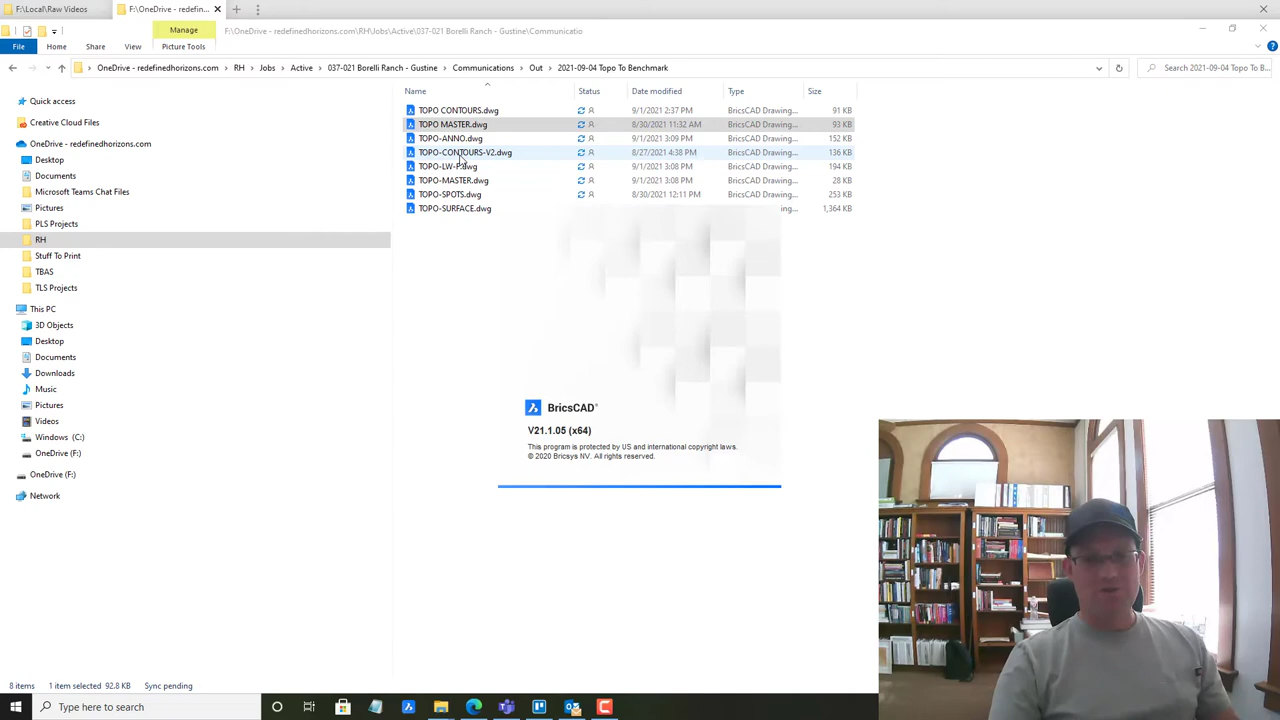 F:\Local\Raw Videos
F:\OneDrive - redefin...
Manage
F:\OneDrive - redefinedhorizons.com\RH\Jobs\Active\037-021 Borelli Ranch - Gustine\Communicatio
File
Home
Share
View
Picture Tools
OneDrive - redefinedhorizons.com
RH
Jobs
Active
037-021 Borelli Ranch - Gustine
Communications
Out
2021-09-04 Topo To Benchmark
Search 2021-09-04 Topo To B...
Name Status Date modified Type Size
TOPO CONTOURS.dwg 9/1/2021 2:37 PM BricsCAD Drawing... 91 KB
TOPO MASTER.dwg 8/30/2021 11:32 AM BricsCAD Drawing... 93 KB
TOPO-ANNO.dwg 9/1/2021 3:09 PM BricsCAD Drawing... 152 KB
TOPO-CONTOURS-V2.dwg 8/27/2021 4:38 PM BricsCAD Drawing... 136 KB
TOPO-LW-P.dwg 9/1/2021 3:08 PM BricsCAD Drawing... 194 KB
TOPO-MASTER.dwg 9/1/2021 3:08 PM BricsCAD Drawing... 28 KB
TOPO-SPOTS.dwg 8/30/2021 12:11 PM BricsCAD Drawing... 253 KB
TOPO-SURFACE.dwg ing... 1,364 KB
Quick access
Creative Cloud Files
OneDrive - redefinedhorizons.com
Desktop
Documents
Microsoft Teams Chat Files
Pictures
PLS Projects
RH
Stuff To Print
TBAS
TLS Projects
This PC
3D Objects
Desktop
Documents
Downloads
Music
Pictures
Videos
Windows (C:)
OneDrive (F:)
OneDrive (F:)
Network
BricsCAD®
V21.1.05 (x64)
This program is protected by US and international copyright laws.
© 2020 Bricsys NV. All rights reserved.
8 items
1 item selected 92.8 KB
Sync pending
Type here to search